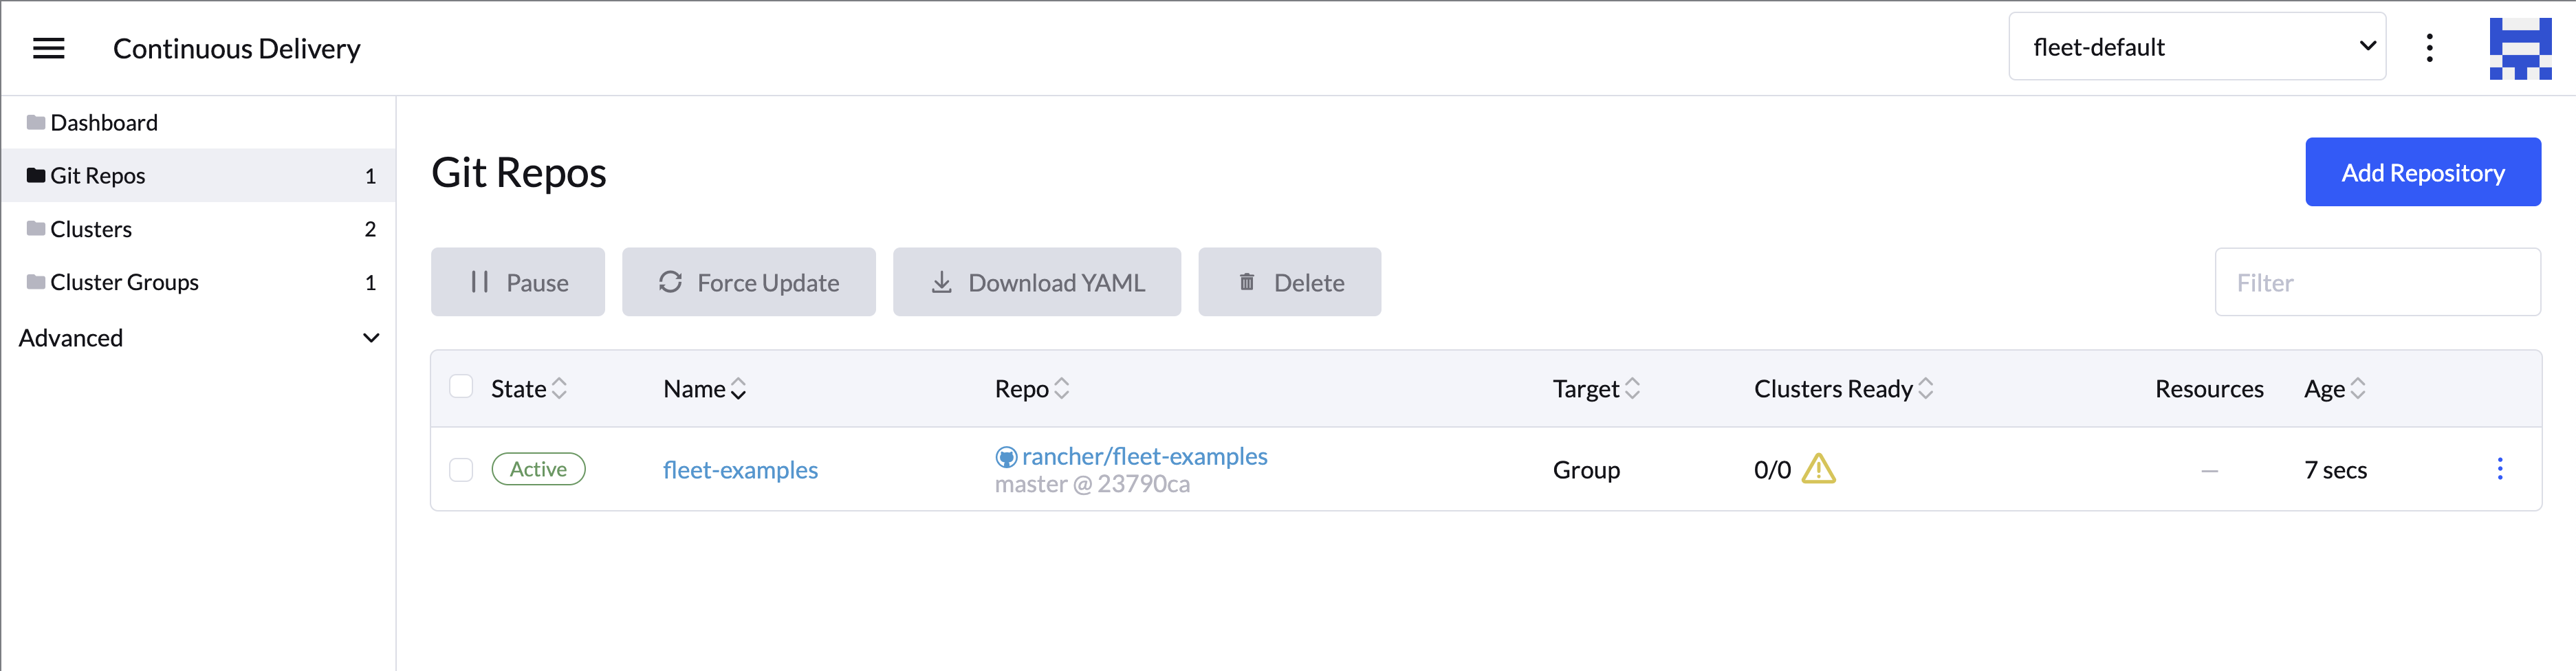 Continuous Delivery
fleet-default
Dashboard
Git Repos 1
Clusters 2
Cluster Groups 1
Advanced
Git Repos
Add Repository
Pause
Force Update
Download YAML
Delete
Filter
State Name Repo Target Clusters Ready Resources Age
Active fleet-examples rancher/fleet-examples Group 0/0 — 7 secs
master @ 23790ca